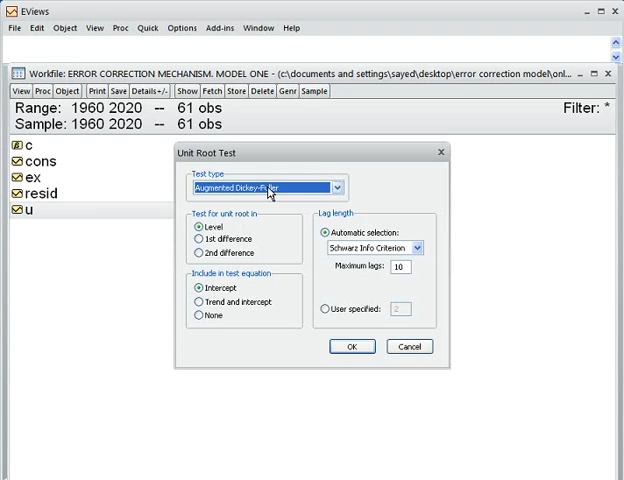 EViews
File Edit Object View Proc Quick Options Add-ins Window Help
Workfile: ERROR CORRECTION MECHANISM. MODEL ONE - (c:\documents and settings\sayed\desktop\error correction model\onl...
View Proc Object Print Save Details+/- Show Fetch Store Delete Genr Sample
Range: 1960 2020 -- 61 obs Filter: *
Sample: 1960 2020 -- 61 obs
β c
cons
ex
resid
u
Unit Root Test
Test type
Augmented Dickey-Fuller
Test for unit root in
Level
1st difference
2nd difference
Include in test equation
Intercept
Trend and intercept
None
Lag length
Automatic selection:
Schwarz Info Criterion
Maximum lags: 10
User specified: 2
OK Cancel